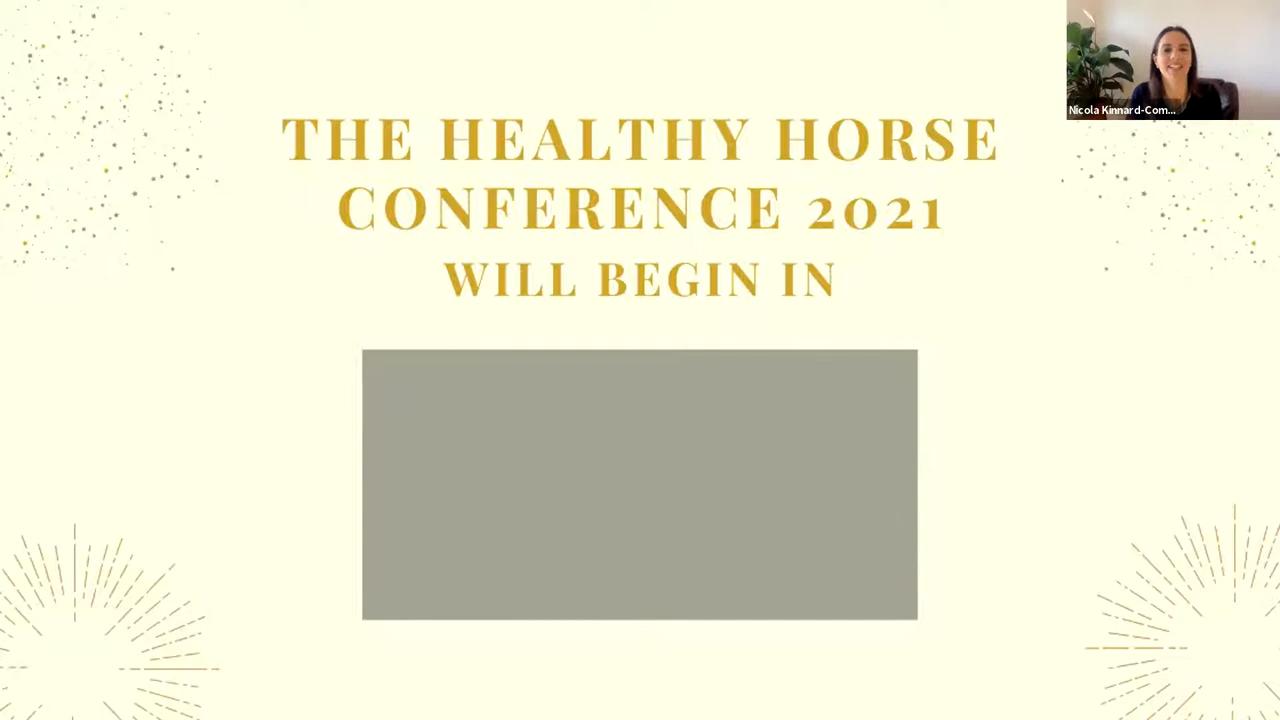 THE HEALTHY HORSE
CONFERENCE 2021
WILL BEGIN IN
Nicola Kinnard-Com...